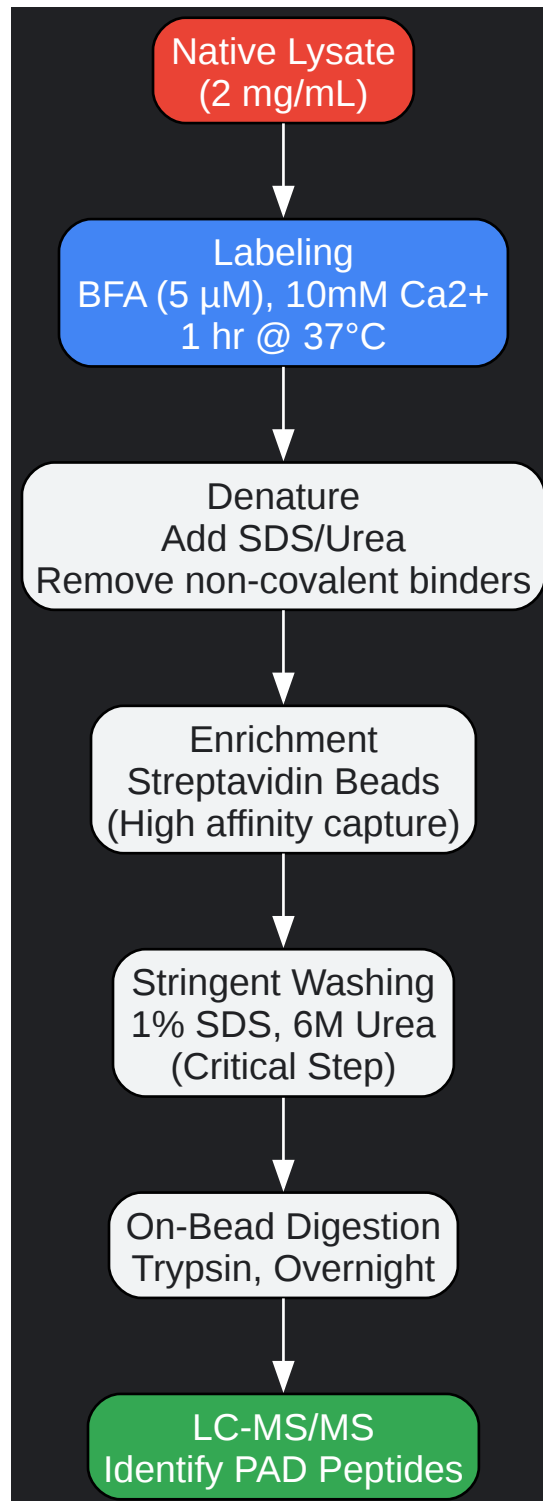 Native Lysate
(2 mg/mL)
Labeling
BFA (5 µM), 10mM Ca2+
1 hr @ 37°C
Denature
Add SDS/Urea
Remove non-covalent binders
Enrichment
Streptavidin Beads
(High affinity capture)
Stringent Washing
1% SDS, 6M Urea
(Critical Step)
On-Bead Digestion
Trypsin, Overnight
LC-MS/MS
Identify PAD Peptides